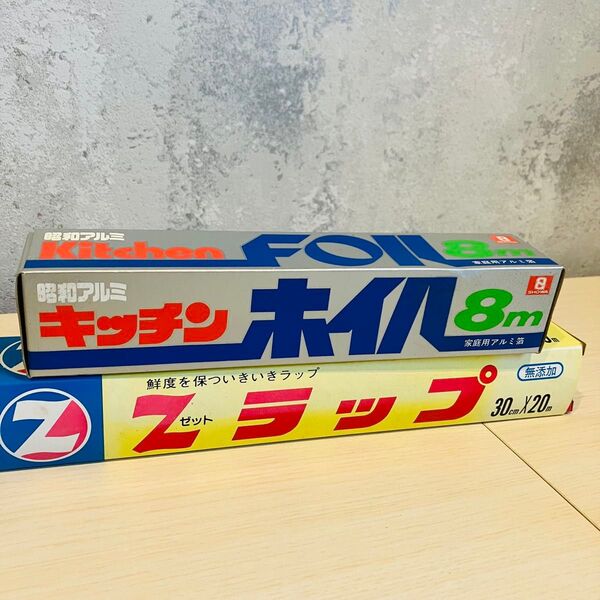 昭和アルミ
Kitchen FOIL 8m
家庭用アルミ箔
昭和アルミ
キッチンホイル 8m
SHOWA
家庭用アルミ箔
鮮度を保ついきいきラップ
Z ゼット ラップ
無添加
30cm×20m
Z